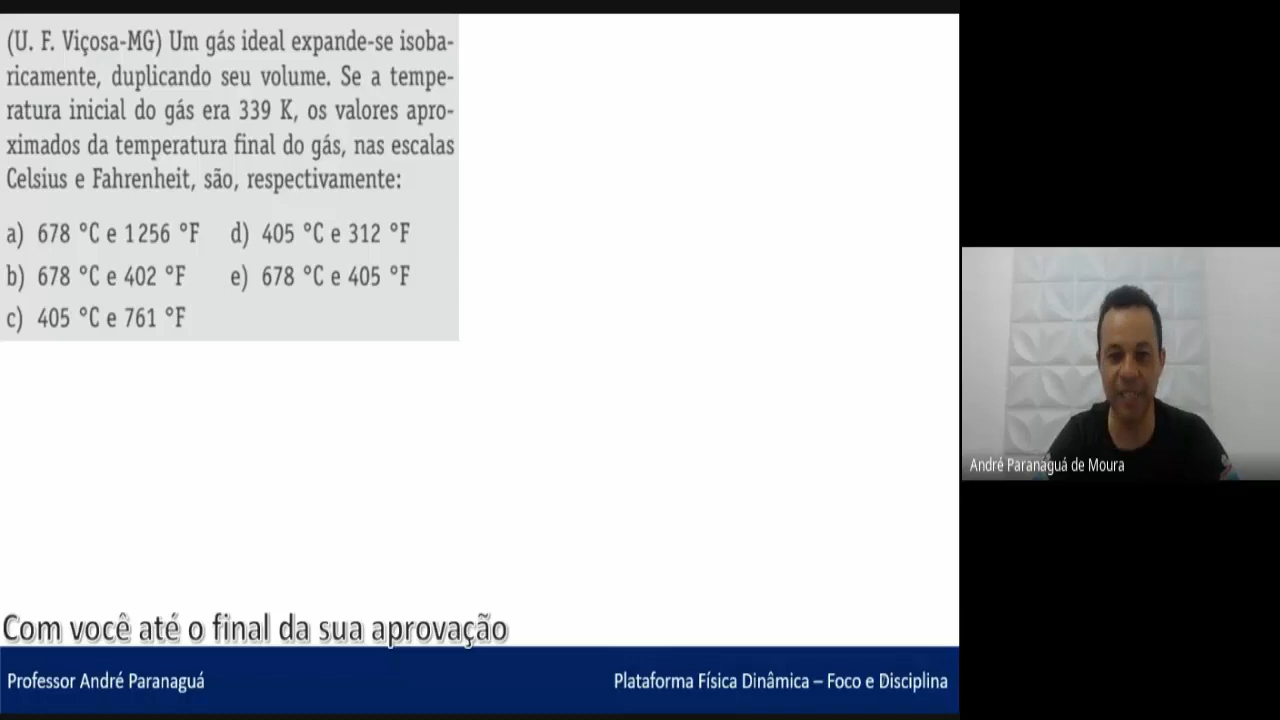 (U. F. Viçosa-MG) Um gás ideal expande-se isoba-
ricamente, duplicando seu volume. Se a tempe-
ratura inicial do gás era 339 K, os valores apro-
ximados da temperatura final do gás, nas escalas
Celsius e Fahrenheit, são, respectivamente:
a) 678 °C e 1256 °F d) 405 °C e 312 °F
b) 678 °C e 402 °F e) 678 °C e 405 °F
c) 405 °C e 761 °F
André Paranaguá de Moura
Com você até o final da sua aprovação
Professor André Paranaguá Plataforma Física Dinâmica – Foco e Disciplina